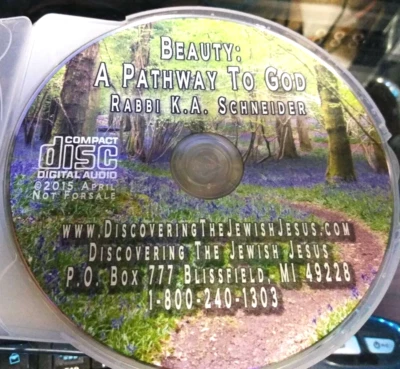 Beauty:
A Pathway To God
Rabbi K.A. Schneider
COMPACT
disc
DIGITAL AUDIO
©2015 April
Not Forsale
www.DiscoveringTheJewishJesus.com
Discovering The Jewish Jesus
P.O. Box 777 Blissfield, MI 49228
1-800-240-1303